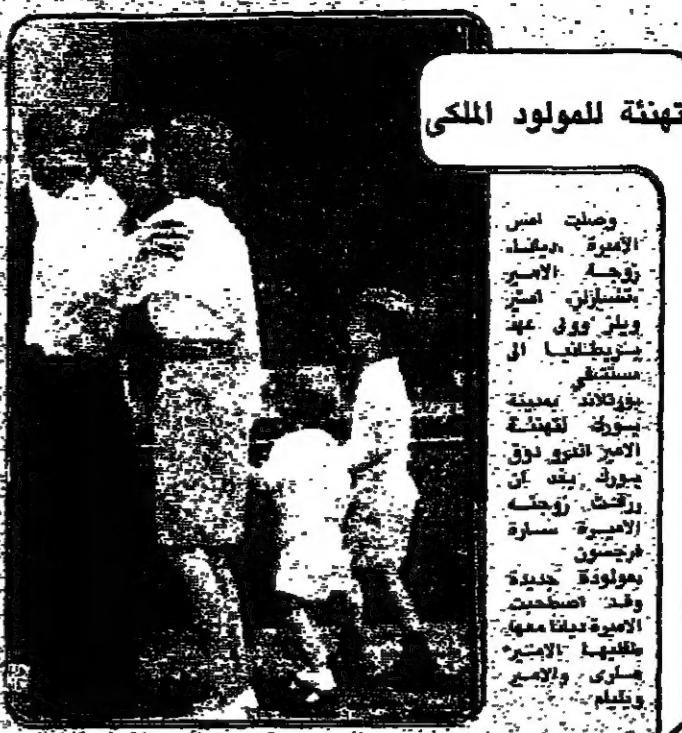 تهنئة للمولود الملكى
وصلت امس
الأميرة ديانا
زوجة الامير
تشارلز امير
ويلز وولى عهد
بريطانيا الى
مستشفى
بورتلاند بمدينة
يورك لتهنئة
الامير اندرو دوق
يورك بعد ان
رزقت زوجته
الاميرة سارة
فرجسون
بمولودة جديدة
وقد اصطحبت
الاميرة ديانا معها
طفليها الامير
هارى والامير
وليام